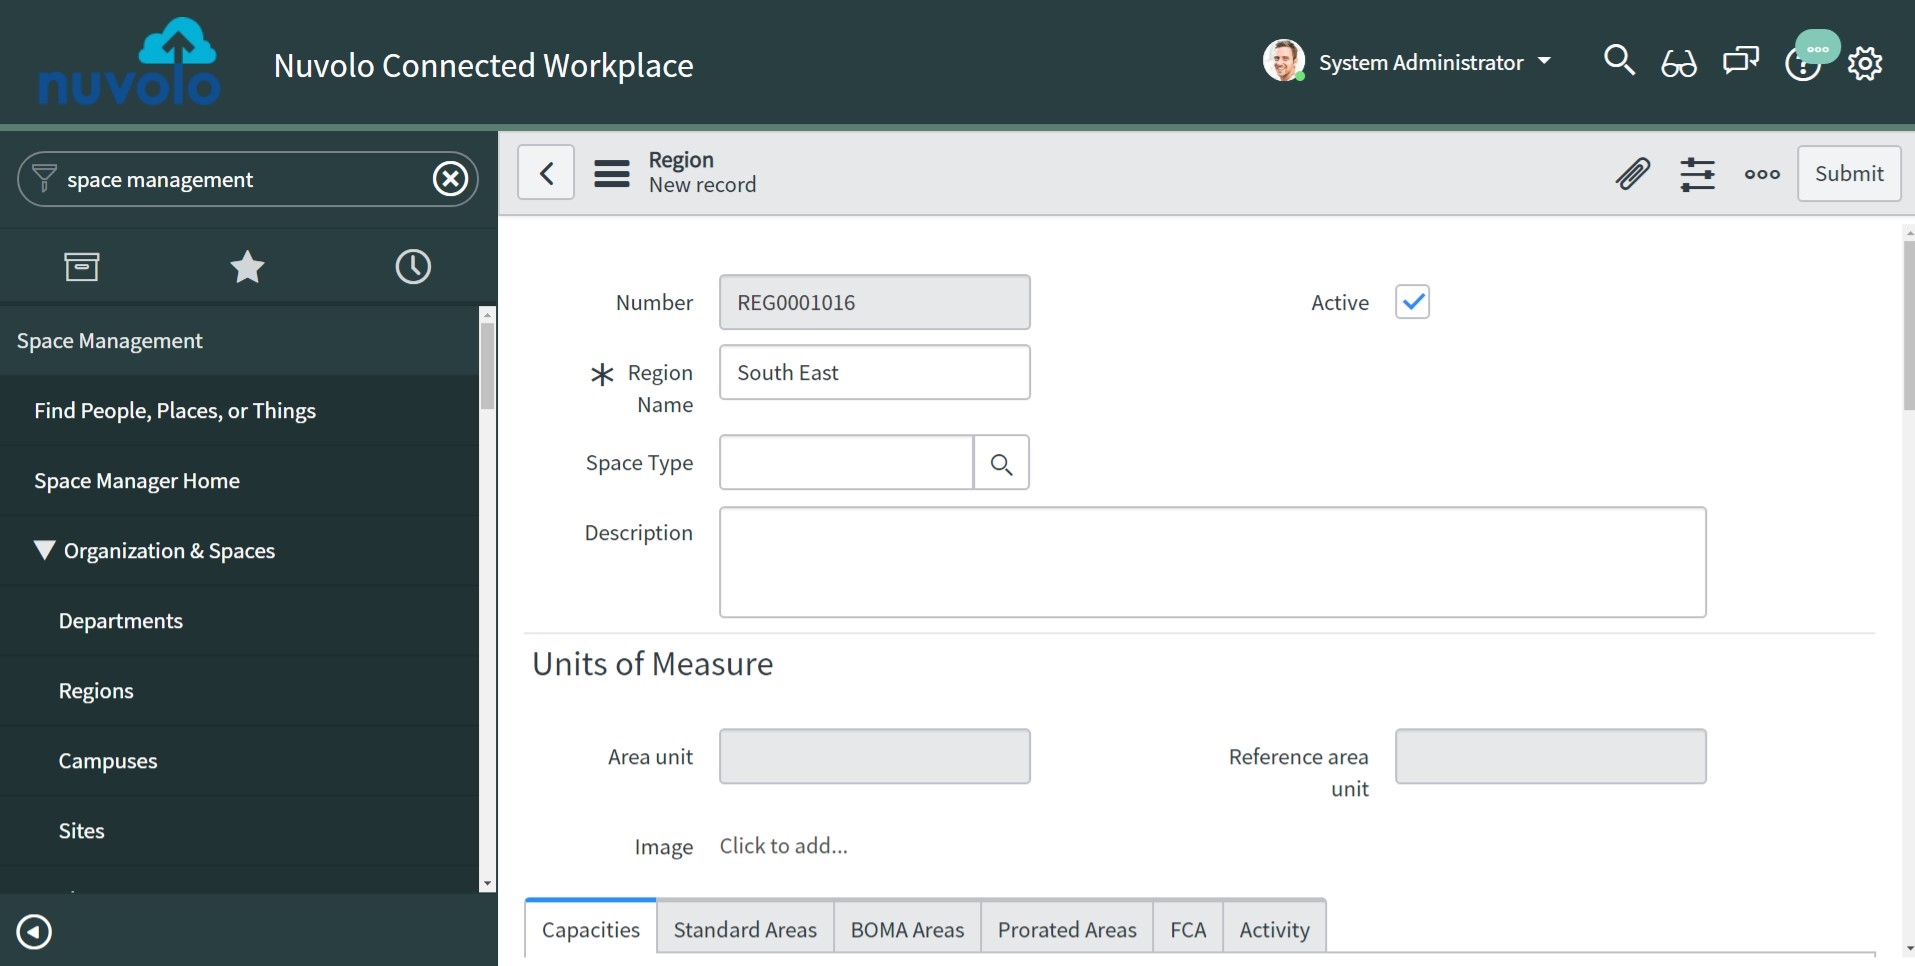 nuvolo
Nuvolo Connected Workplace
System Administrator
space management
Region
New record
Submit
Space Management
Find People, Places, or Things
Space Manager Home
Organization & Spaces
Departments
Regions
Campuses
Sites
Number
REG0001016
Active
Region
Name
South East
Space Type
Description
Units of Measure
Area unit
Reference area
unit
Image
Click to add...
Capacities
Standard Areas
BOMA Areas
Prorated Areas
FCA
Activity